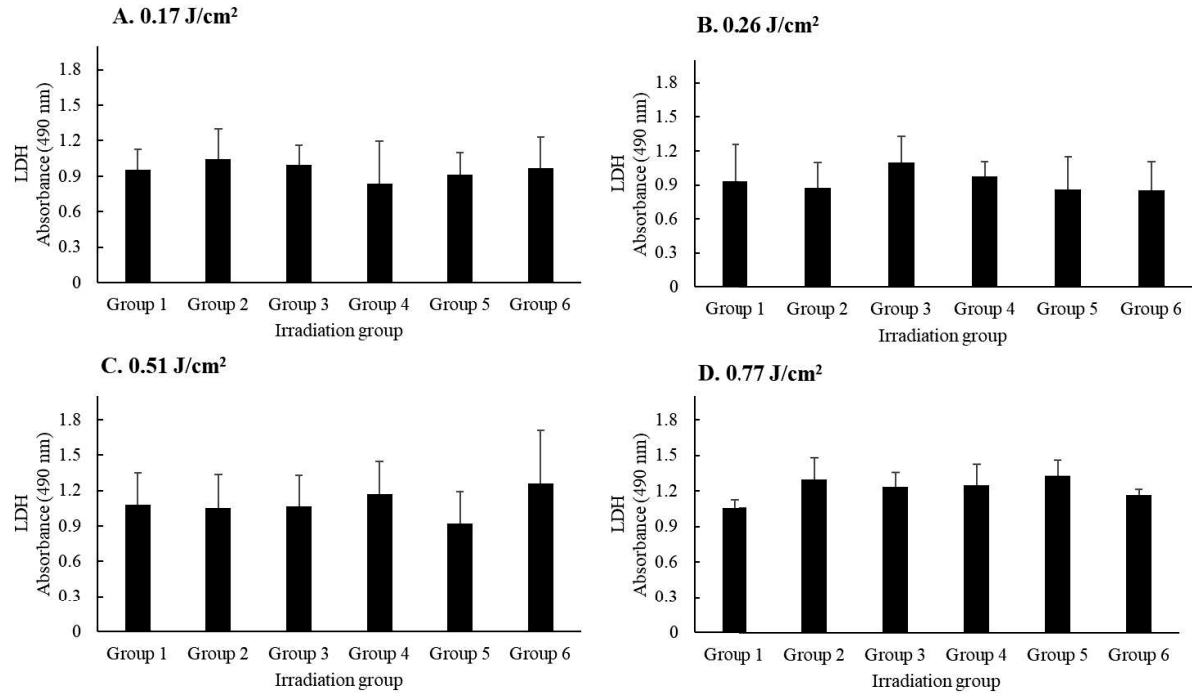 A. 0.17 J/cm²
LDH
Absorbance (490 nm)
1.8
1.5
1.2
0.9
0.6
0.3
0
Group 1 Group 2 Group 3 Group 4 Group 5 Group 6
Irradiation group
B. 0.26 J/cm²
LDH
Absorbance (490 nm)
1.8
1.5
1.2
0.9
0.6
0.3
0
Group 1 Group 2 Group 3 Group 4 Group 5 Group 6
Irradiation group
C. 0.51 J/cm²
LDH
Absorbance (490 nm)
1.8
1.5
1.2
0.9
0.6
0.3
0
Group 1 Group 2 Group 3 Group 4 Group 5 Group 6
Irradiation group
D. 0.77 J/cm²
LDH
Absorbance (490 nm)
1.8
1.5
1.2
0.9
0.6
0.3
0
Group 1 Group 2 Group 3 Group 4 Group 5 Group 6
Irradiation group